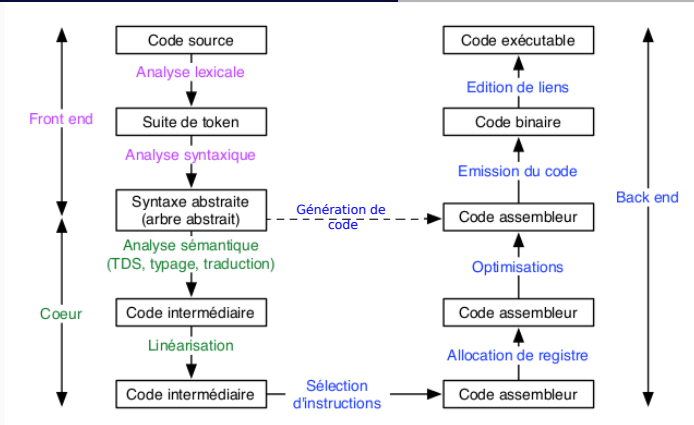 Code source
Analyse lexicale
Front end
Suite de token
Analyse syntaxique
Syntaxe abstraite
(arbre abstrait)
Génération de
code
Analyse sémantique
(TDS, typage, traduction)
Coeur
Code intermédiaire
Linéarisation
Code intermédiaire
Sélection
d'instructions
Code exécutable
Edition de liens
Code binaire
Emission du code
Back end
Code assembleur
Optimisations
Code assembleur
Allocation de registre
Code assembleur